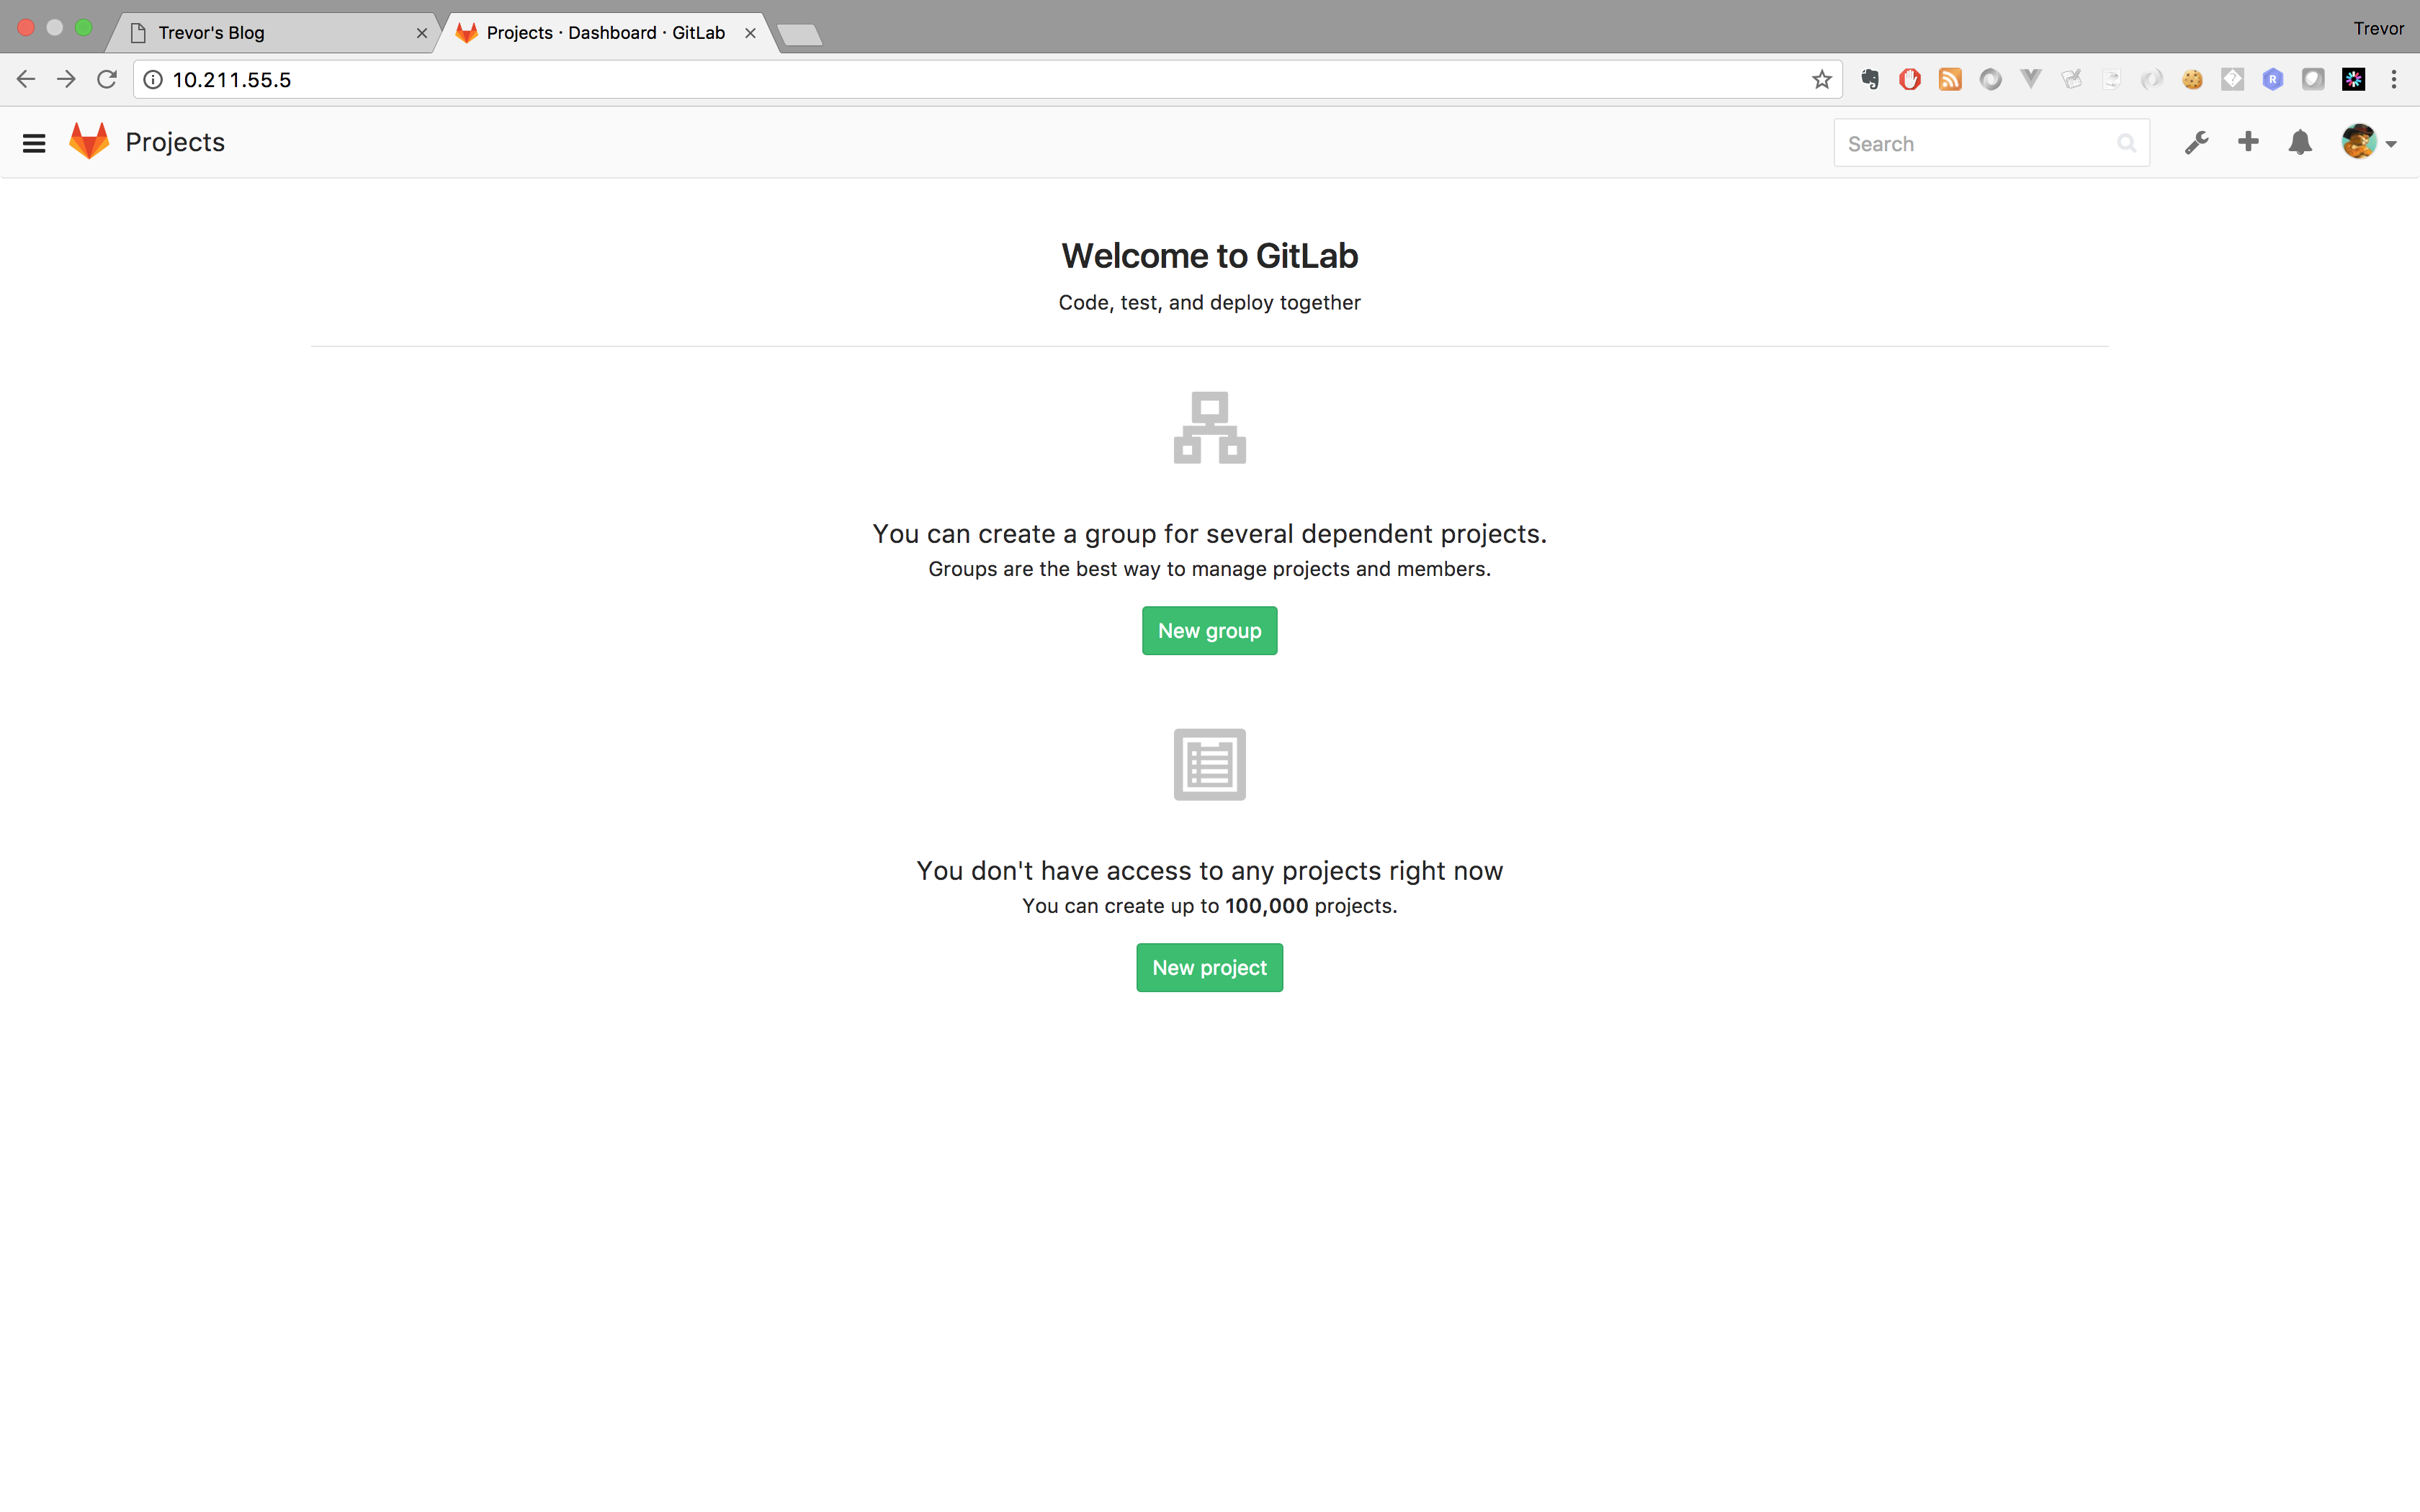 Trevor's Blog
Projects · Dashboard · GitLab
Trevor
10.211.55.5
R
Projects
Search
Welcome to GitLab
Code, test, and deploy together
You can create a group for several dependent projects.
Groups are the best way to manage projects and members.
New group
You don't have access to any projects right now
You can create up to 100,000 projects.
New project